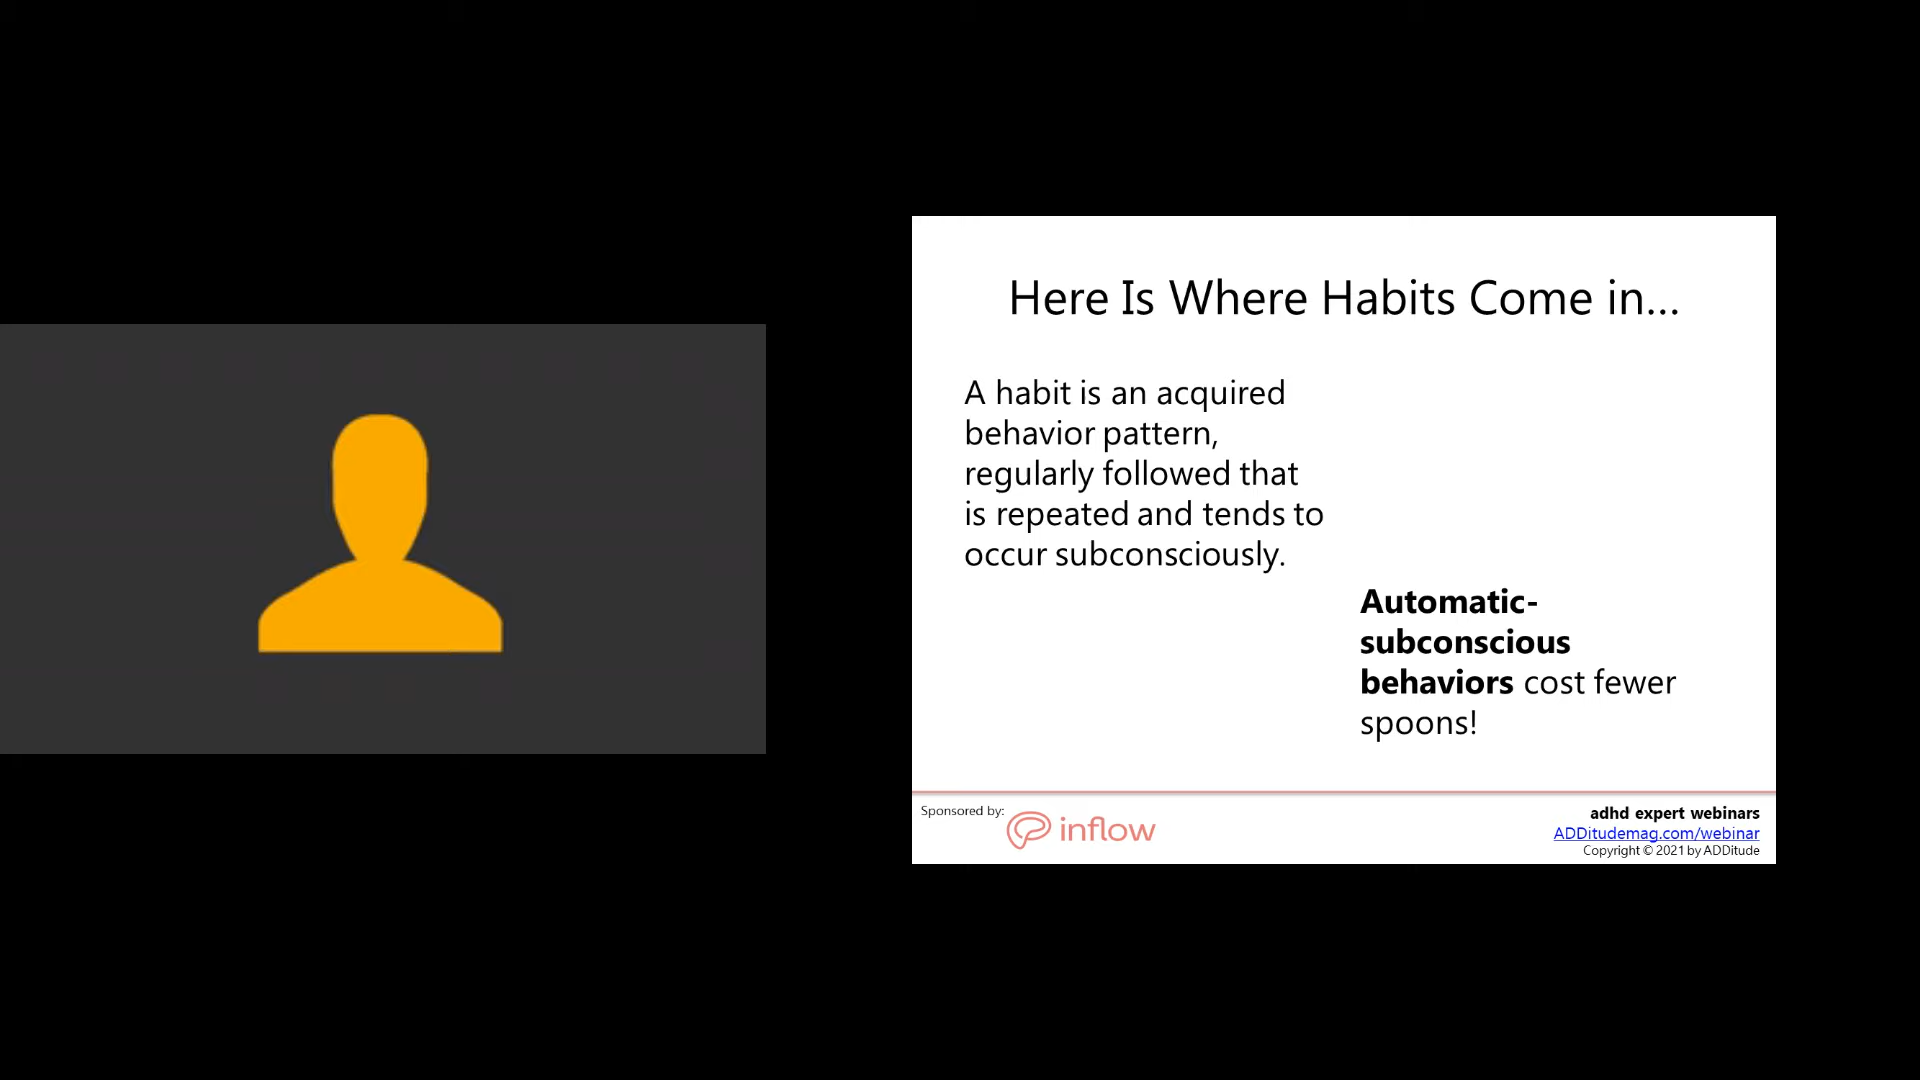 Here Is Where Habits Come in...
A habit is an acquired
behavior pattern,
regularly followed that
is repeated and tends to
occur subconsciously.
Automatic-
subconscious
behaviors cost fewer
spoons!
Sponsored by:
inflow
adhd expert webinars
ADDitudemag.com/webinar
Copyright © 2021 by ADDitude